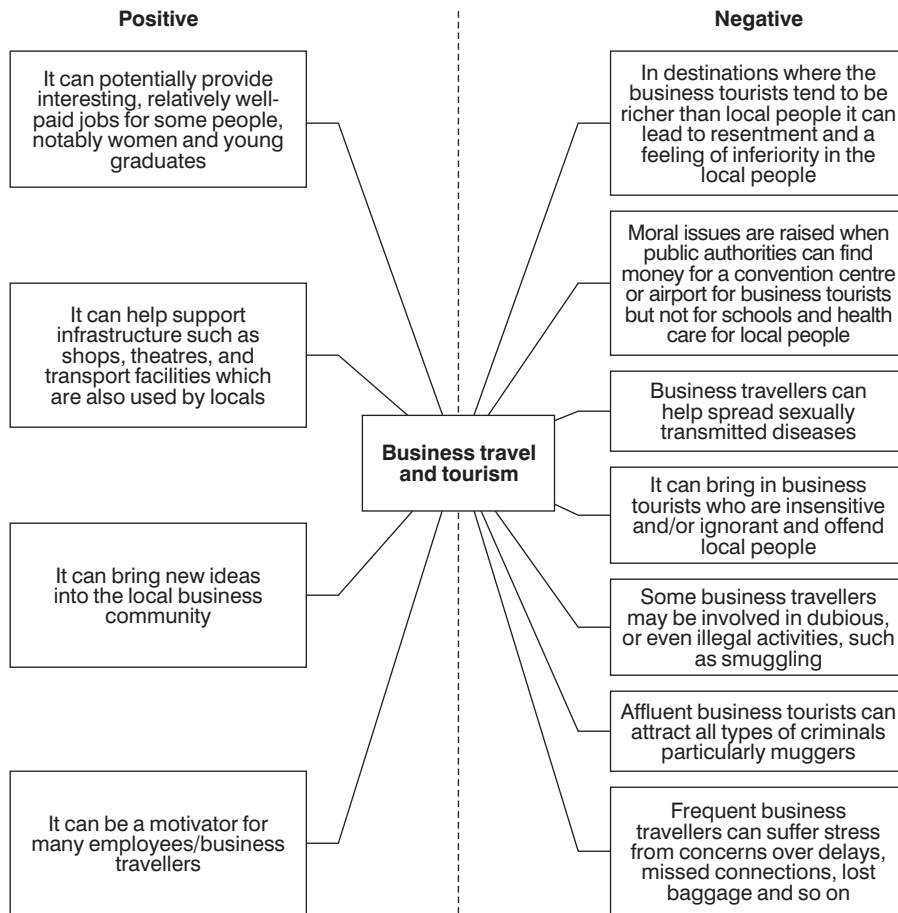 Positive
It can potentially provide
interesting, relatively well-
paid jobs for some people,
notably women and young
graduates
It can help support
infrastructure such as
shops, theatres, and
transport facilities which
are also used by locals
It can bring new ideas
into the local business
community
It can be a motivator for
many employees/business
travellers
Business travel
and tourism
Negative
In destinations where the
business tourists tend to be
richer than local people it can
lead to resentment and a
feeling of inferiority in the
local people
Moral issues are raised when
public authorities can find
money for a convention centre
or airport for business tourists
but not for schools and health
care for local people
Business travellers can
help spread sexually
transmitted diseases
It can bring in business
tourists who are insensitive
and/or ignorant and offend
local people
Some business travellers
may be involved in dubious,
or even illegal activities, such
as smuggling
Affluent business tourists can
attract all types of criminals
particularly muggers
Frequent business
travellers can suffer stress
from concerns over delays,
missed connections, lost
baggage and so on